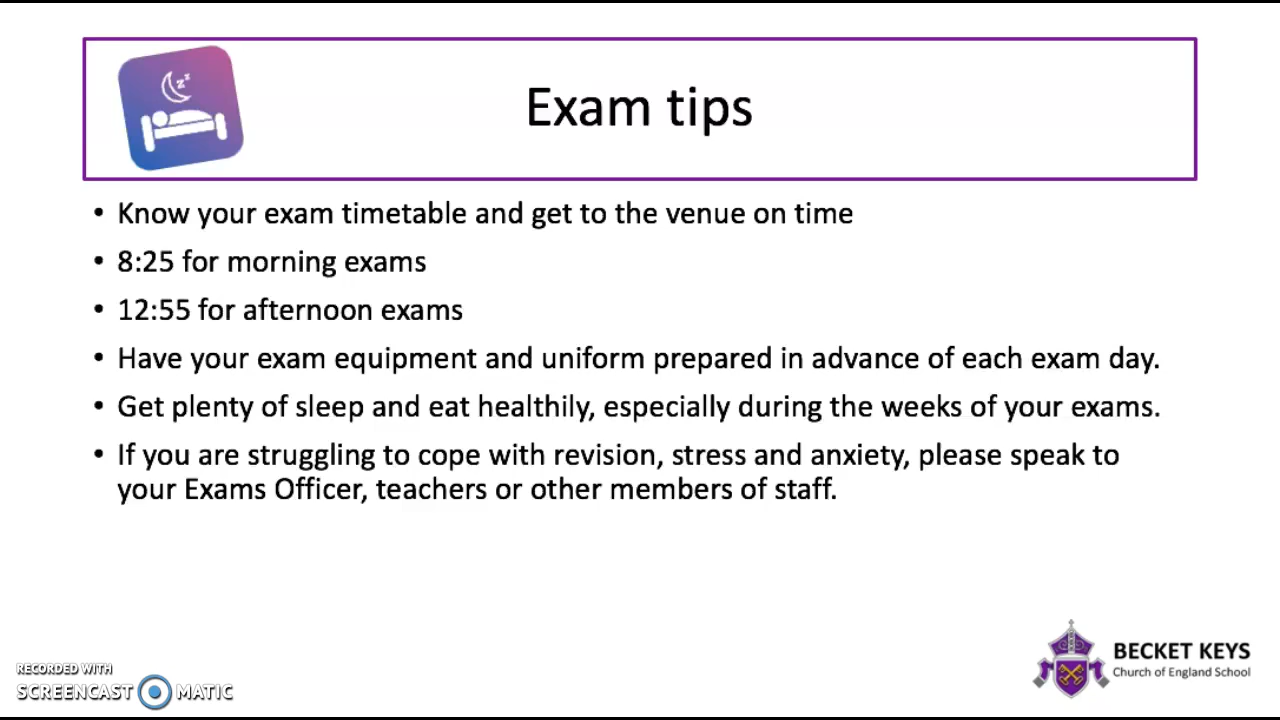 Exam tips
• Know your exam timetable and get to the venue on time
• 8:25 for morning exams
• 12:55 for afternoon exams
• Have your exam equipment and uniform prepared in advance of each exam day.
• Get plenty of sleep and eat healthily, especially during the weeks of your exams.
• If you are struggling to cope with revision, stress and anxiety, please speak to
your Exams Officer, teachers or other members of staff.
RECORDED WITH
SCREENCAST MATIC
BECKET KEYS
Church of England School